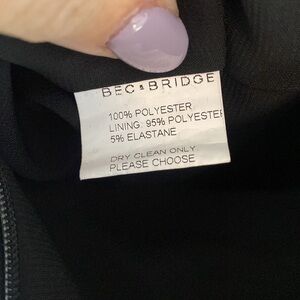 BEC & BRIDGE
100% POLYESTER
LINING: 95% POLYESTER
5% ELASTANE
DRY CLEAN ONLY
PLEASE CHOOSE